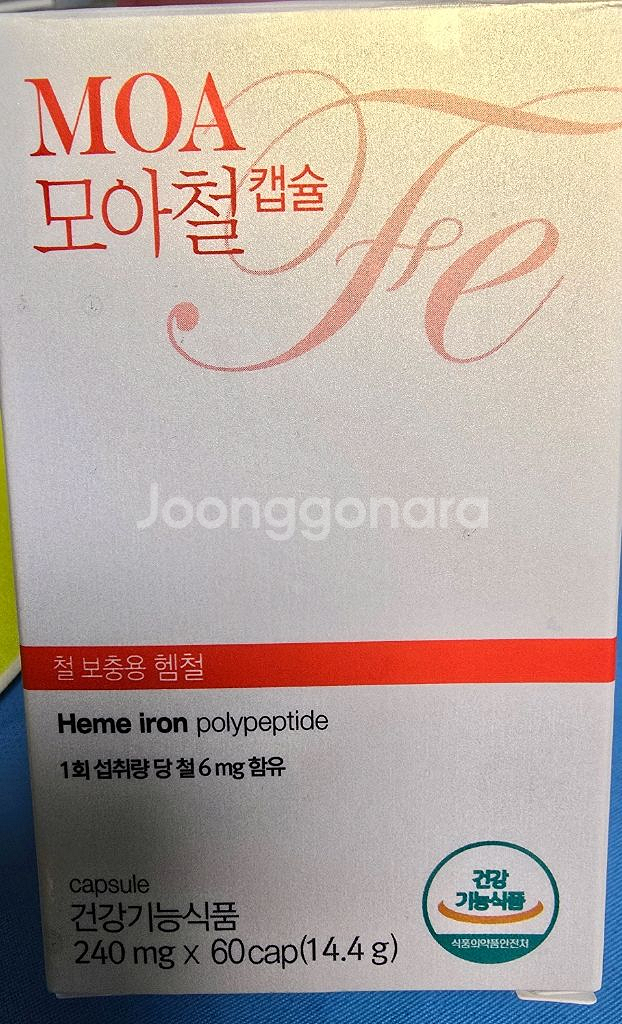 MOA
모아철 캡슐
Fe
Joonggonara
철 보충용 헴철
Heme iron polypeptide
1회 섭취량 당 철 6 mg 함유
capsule
건강기능식품
240 mg x 60cap(14.4 g)
건강
기능식품
식품의약품안전처